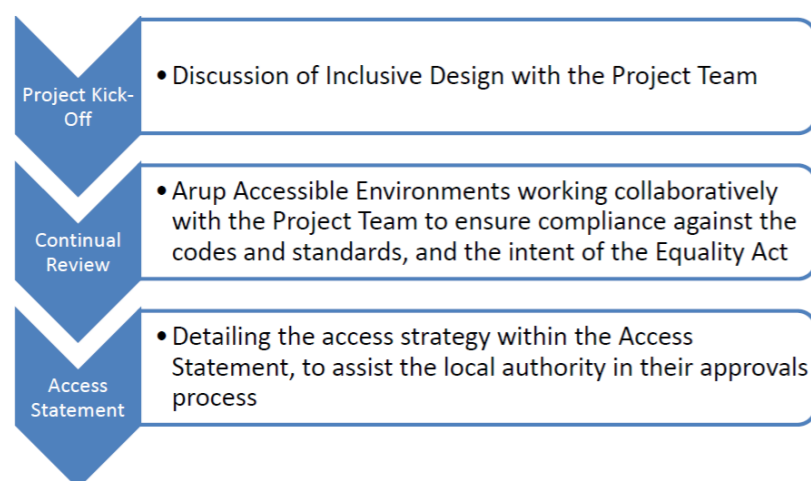 Project Kick-
Off
• Discussion of Inclusive Design with the Project Team
Continual
Review
• Arup Accessible Environments working collaboratively
with the Project Team to ensure compliance against the
codes and standards, and the intent of the Equality Act
Access
Statement
• Detailing the access strategy within the Access
Statement, to assist the local authority in their approvals
process